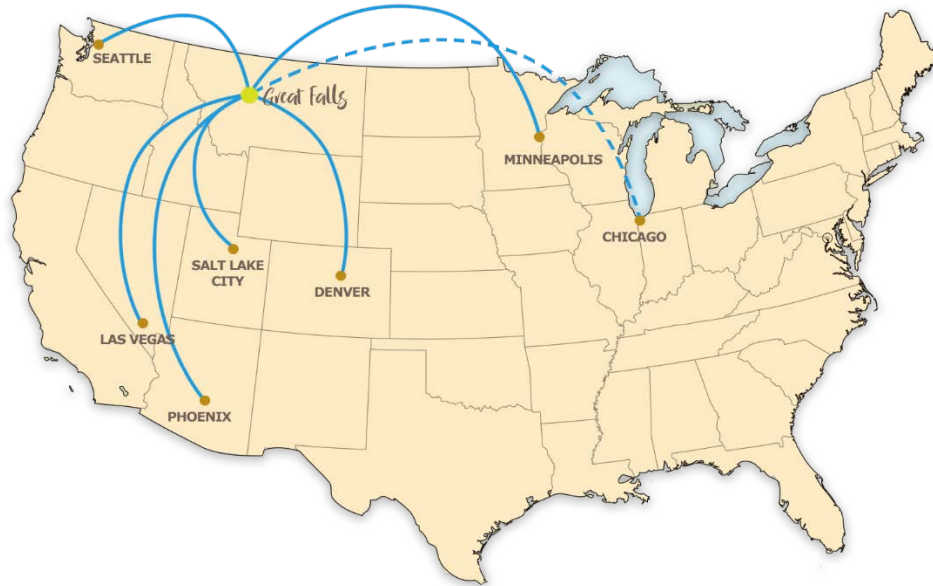 SEATTLE
Great Falls
MINNEAPOLIS
CHICAGO
SALT LAKE
CITY
DENVER
LAS VEGAS
PHOENIX